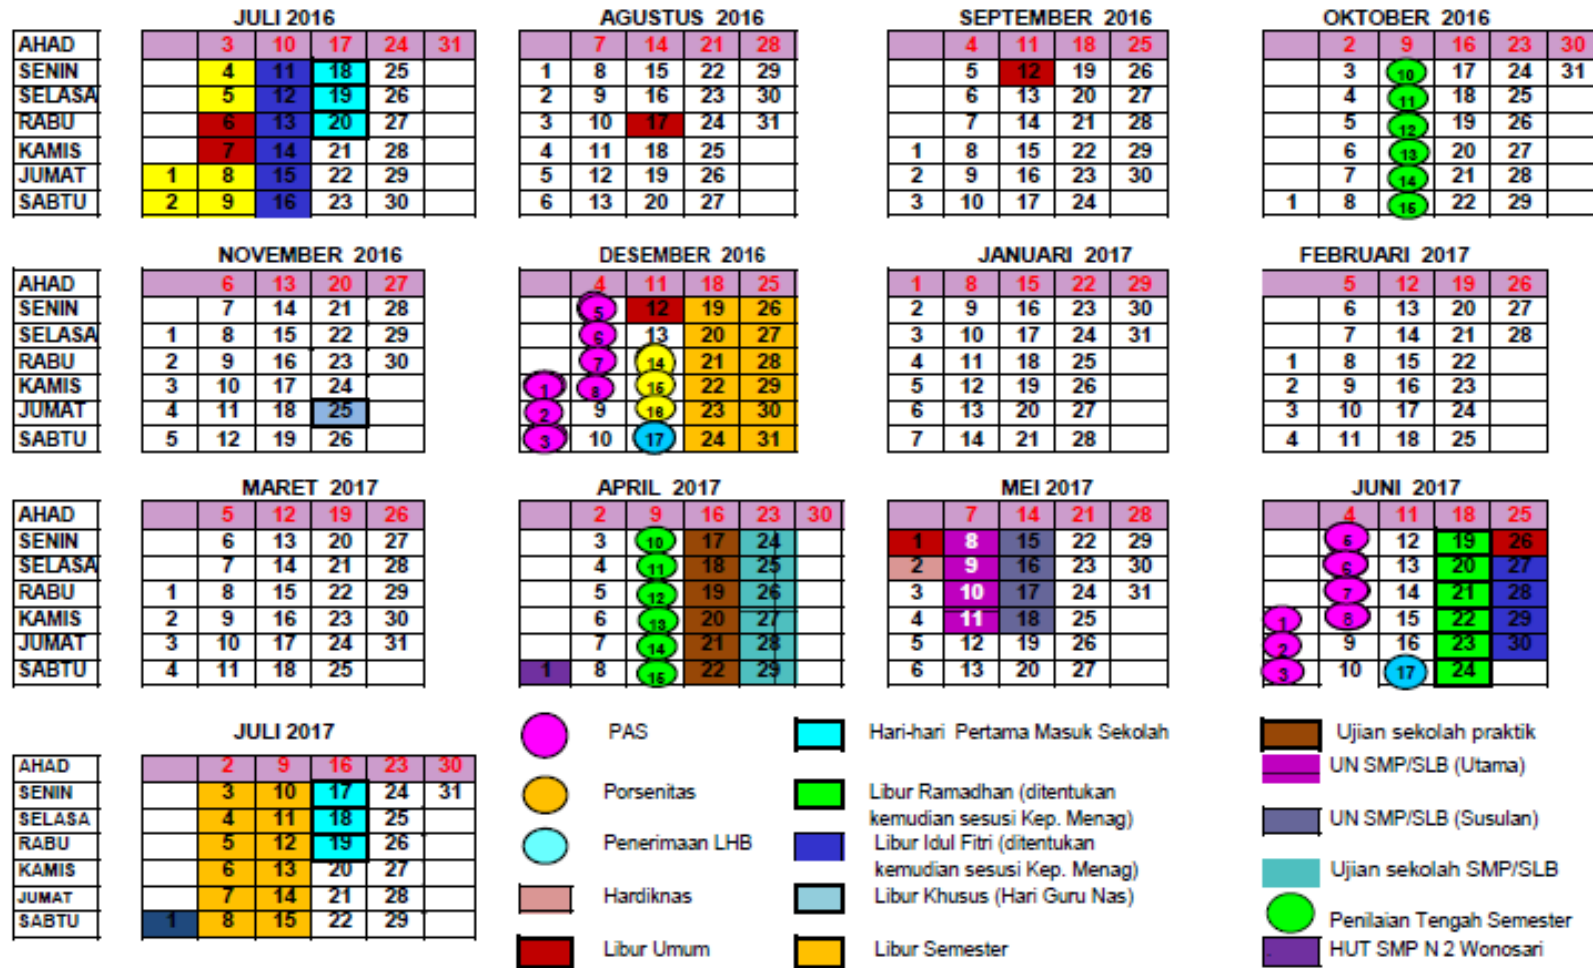 JULI 2016 AGUSTUS 2016 SEPTEMBER 2016 OKTOBER 2016
AHAD 3 10 17 24 31 7 14 21 28 4 11 18 25 2 9 16 23 30
SENIN 4 11 18 25 1 8 15 22 29 5 12 19 26 3 10 17 24 31
SELASA 5 12 19 26 2 9 16 23 30 6 13 20 27 4 11 18 25
RABU 6 13 20 27 3 10 17 24 31 7 14 21 28 5 12 19 26
KAMIS 7 14 21 28 4 11 18 25 1 8 15 22 29 6 13 20 27
JUMAT 1 8 15 22 29 5 12 19 26 2 9 16 23 30 7 14 21 28
SABTU 2 9 16 23 30 6 13 20 27 3 10 17 24 1 8 15 22 29
NOVEMBER 2016 DESEMBER 2016 JANUARI 2017 FEBRUARI 2017
AHAD 6 13 20 27 4 11 18 25 1 8 15 22 29 5 12 19 26
SENIN 7 14 21 28 5 12 19 26 2 9 16 23 30 6 13 20 27
SELASA 1 8 15 22 29 6 13 20 27 3 10 17 24 31 7 14 21 28
RABU 2 9 16 23 30 7 14 21 28 4 11 18 25 1 8 15 22
KAMIS 3 10 17 24 1 8 15 22 29 5 12 19 26 2 9 16 23
JUMAT 4 11 18 25 2 9 16 23 30 6 13 20 27 3 10 17 24
SABTU 5 12 19 26 3 10 17 24 31 7 14 21 28 4 11 18 25
MARET 2017 APRIL 2017 MEI 2017 JUNI 2017
AHAD 5 12 19 26 2 9 16 23 30 7 14 21 28 4 11 18 25
SENIN 6 13 20 27 3 10 17 24 1 8 15 22 29 5 12 19 26
SELASA 7 14 21 28 4 11 18 25 2 9 16 23 30 6 13 20 27
RABU 1 8 15 22 29 5 12 19 26 3 10 17 24 31 7 14 21 28
KAMIS 2 9 16 23 30 6 13 20 27 4 11 18 25 1 8 15 22 29
JUMAT 3 10 17 24 31 7 14 21 28 5 12 19 26 2 9 16 23 30
SABTU 4 11 18 25 1 8 15 22 29 6 13 20 27 3 10 17 24
JULI 2017
AHAD 2 9 16 23 30
SENIN 3 10 17 24 31
SELASA 4 11 18 25
RABU 5 12 19 26
KAMIS 6 13 20 27
JUMAT 7 14 21 28
SABTU 1 8 15 22 29
PAS
Porsenitas
Penerimaan LHB
Hardiknas
Libur Umum
Hari-hari Pertama Masuk Sekolah
Libur Ramadhan (ditentukan
kemudian sesusi Kep. Menag)
Libur Idul Fitri (ditentukan
kemudian sesusi Kep. Menag)
Libur Khusus (Hari Guru Nas)
Libur Semester
Ujian sekolah praktik
UN SMP/SLB (Utama)
UN SMP/SLB (Susulan)
Ujian sekolah SMP/SLB
Penilaian Tengah Semester
HUT SMP N 2 Wonosari